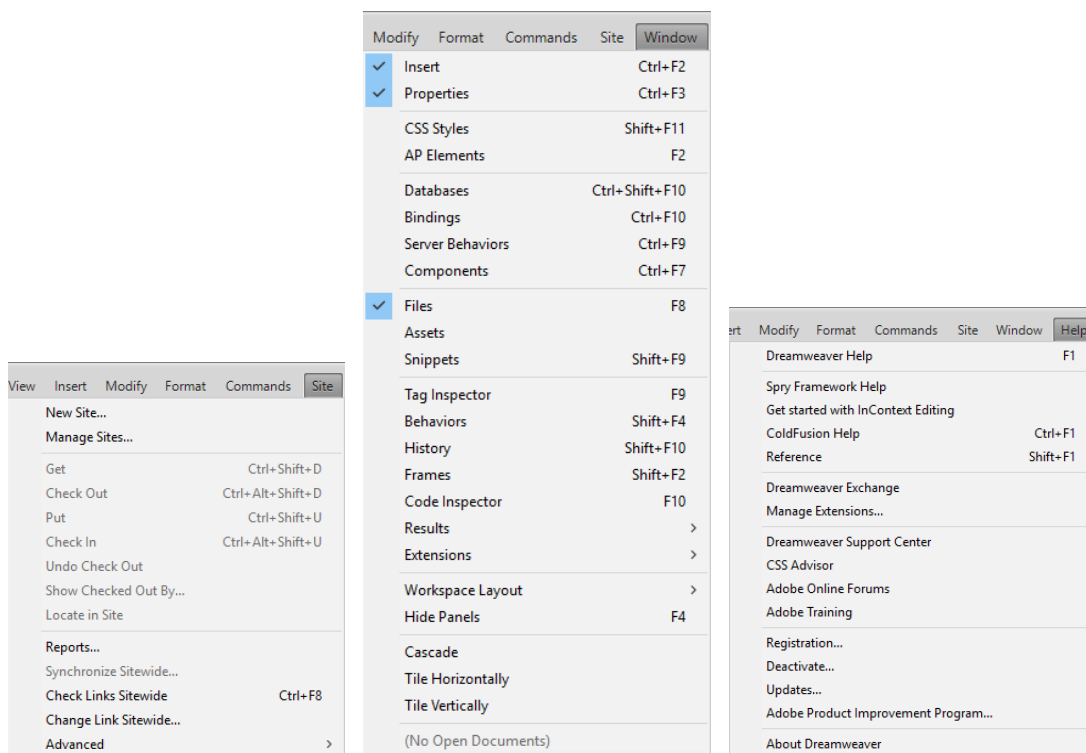 View Insert Modify Format Commands Site
New Site...
Manage Sites...
Get Ctrl+Shift+D
Check Out Ctrl+Alt+Shift+D
Put Ctrl+Shift+U
Check In Ctrl+Alt+Shift+U
Undo Check Out
Show Checked Out By...
Locate in Site
Reports...
Synchronize Sitewide...
Check Links Sitewide Ctrl+F8
Change Link Sitewide...
Advanced >
Modify Format Commands Site Window
Insert Ctrl+F2
Properties Ctrl+F3
CSS Styles Shift+F11
AP Elements F2
Databases Ctrl+Shift+F10
Bindings Ctrl+F10
Server Behaviors Ctrl+F9
Components Ctrl+F7
Files F8
Assets
Snippets Shift+F9
Tag Inspector F9
Behaviors Shift+F4
History Shift+F10
Frames Shift+F2
Code Inspector F10
Results >
Extensions >
Workspace Layout >
Hide Panels F4
Cascade
Tile Horizontally
Tile Vertically
(No Open Documents)
ert Modify Format Commands Site Window Help
Dreamweaver Help F1
Spry Framework Help
Get started with InContext Editing
ColdFusion Help Ctrl+F1
Reference Shift+F1
Dreamweaver Exchange
Manage Extensions...
Dreamweaver Support Center
CSS Advisor
Adobe Online Forums
Adobe Training
Registration...
Deactivate...
Updates...
Adobe Product Improvement Program...
About Dreamweaver